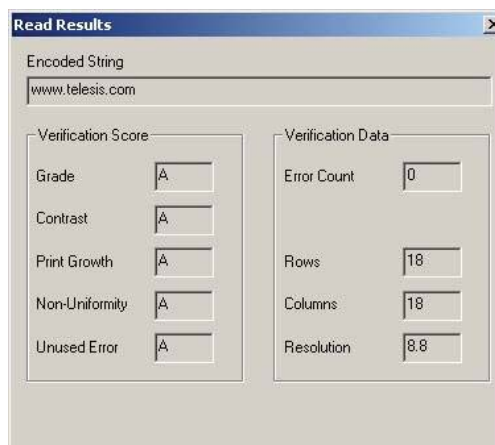 Read Results
Encoded String
www.telesis.com
Verification Score
Grade A
Contrast A
Print Growth A
Non-Uniformity A
Unused Error A
Verification Data
Error Count 0
Rows 18
Columns 18
Resolution 8.8